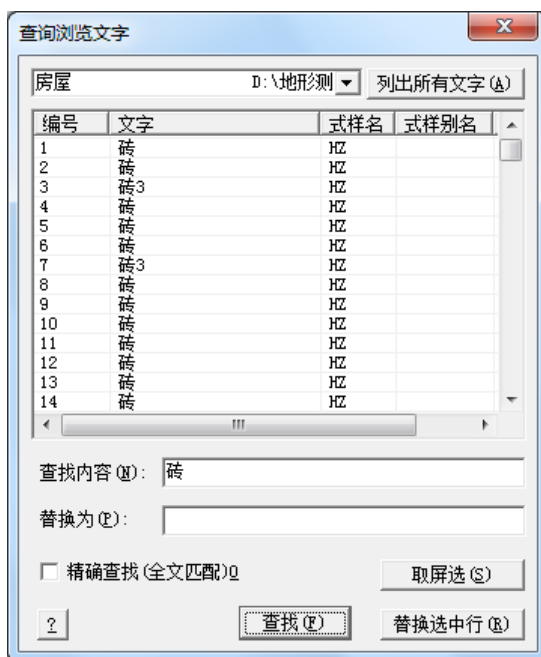 查询浏览文字
房屋 D:\地形测 列出所有文字(A)
编号 文字 式样名 式样别名
1 砖 HZ
2 砖 HZ
3 砖3 HZ
4 砖 HZ
5 砖 HZ
6 砖 HZ
7 砖3 HZ
8 砖 HZ
9 砖 HZ
10 砖 HZ
11 砖 HZ
12 砖 HZ
13 砖 HZ
14 砖 HZ
查找内容(N): 砖
替换为(P):
精确查找(全文匹配)O 取屏选(S)
? 查找(F) 替换选中行(R)